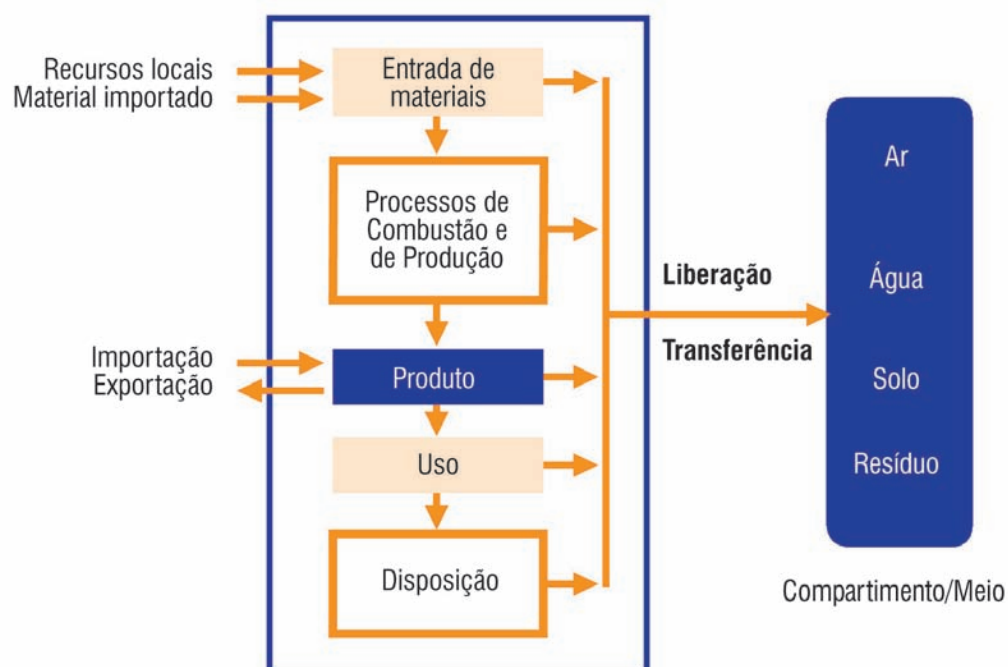 Recursos locais
Material importado
Entrada de
materiais
Processos de
Combustão e
de Produção
Importação
Exportação
Produto
Uso
Disposição
Liberação
Transferência
Ar
Água
Solo
Resíduo
Compartimento/Meio